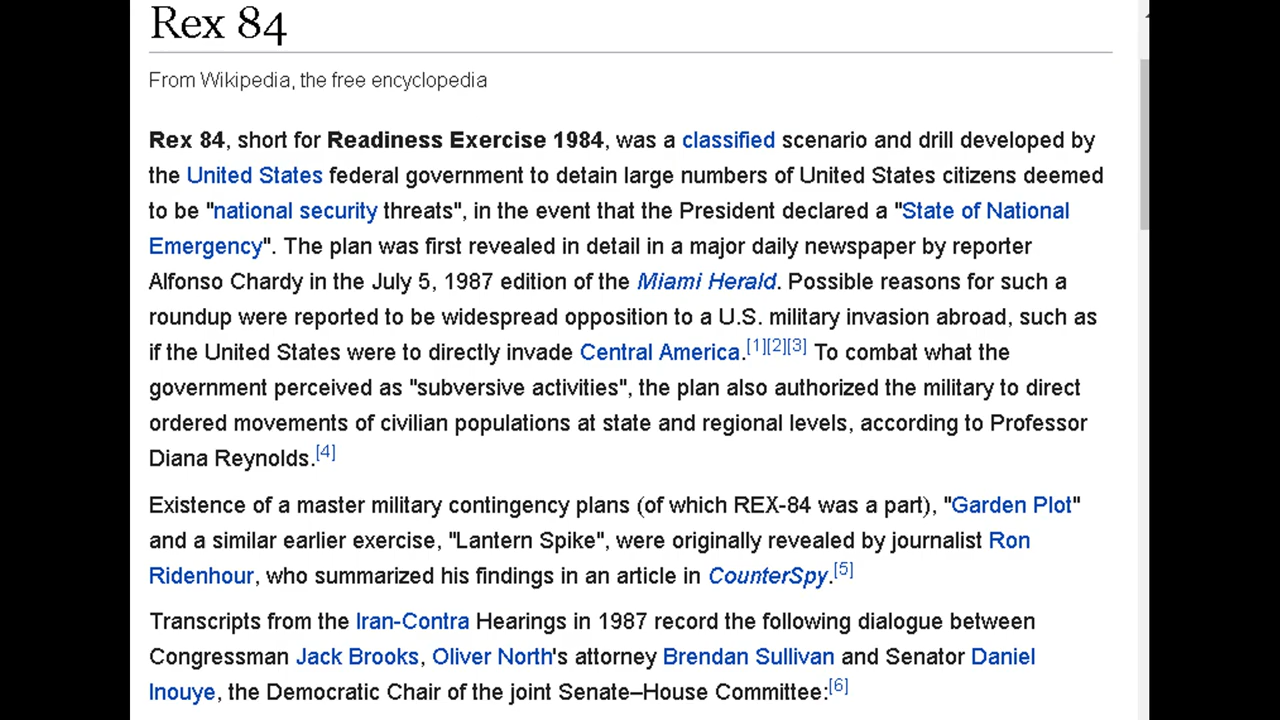 Rex 84
From Wikipedia, the free encyclopedia
Rex 84, short for Readiness Exercise 1984, was a classified scenario and drill developed by
the United States federal government to detain large numbers of United States citizens deemed
to be "national security threats", in the event that the President declared a "State of National
Emergency". The plan was first revealed in detail in a major daily newspaper by reporter
Alfonso Chardy in the July 5, 1987 edition of the Miami Herald. Possible reasons for such a
roundup were reported to be widespread opposition to a U.S. military invasion abroad, such as
if the United States were to directly invade Central America.[1][2][3] To combat what the
government perceived as "subversive activities", the plan also authorized the military to direct
ordered movements of civilian populations at state and regional levels, according to Professor
Diana Reynolds.[4]
Existence of a master military contingency plans (of which REX-84 was a part), "Garden Plot"
and a similar earlier exercise, "Lantern Spike", were originally revealed by journalist Ron
Ridenhour, who summarized his findings in an article in CounterSpy.[5]
Transcripts from the Iran-Contra Hearings in 1987 record the following dialogue between
Congressman Jack Brooks, Oliver North's attorney Brendan Sullivan and Senator Daniel
Inouye, the Democratic Chair of the joint Senate–House Committee:[6]